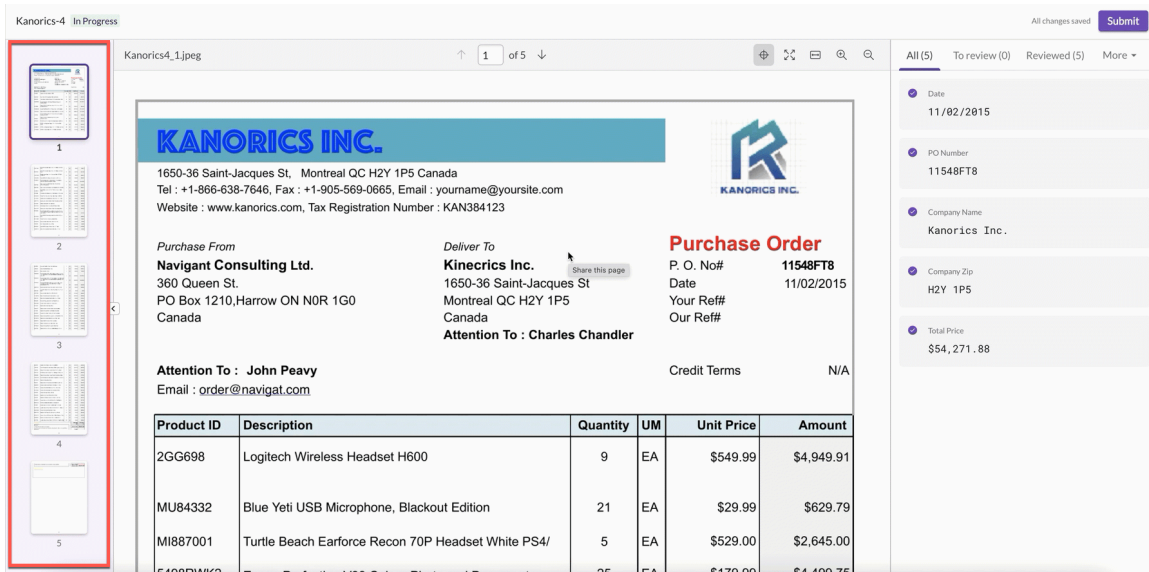 Kanorics-4 In Progress
All changes saved Submit
Kanorics4_1.jpeg
1 of 5
All (5) To review (0) Reviewed (5) More
1
2
3
4
5
KANORICS INC.
1650-36 Saint-Jacques St, Montreal QC H2Y 1P5 Canada
Tel : +1-866-638-7646, Fax : +1-905-569-0665, Email : yourname@yoursite.com
Website : www.kanorics.com, Tax Registration Number : KAN384123
KANORICS INC.
Purchase From
Navigant Consulting Ltd.
360 Queen St.
PO Box 1210,Harrow ON N0R 1G0
Canada
Deliver To
Kinecrics Inc.
1650-36 Saint-Jacques St
Montreal QC H2Y 1P5
Canada
Attention To : Charles Chandler
Share this page
Purchase Order
P. O. No# 11548FT8
Date 11/02/2015
Your Ref#
Our Ref#
Attention To : John Peavy
Email : order@navigat.com
Credit Terms N/A
Product ID Description Quantity UM Unit Price Amount
2GG698 Logitech Wireless Headset H600 9 EA $549.99 $4,949.91
MU84332 Blue Yeti USB Microphone, Blackout Edition 21 EA $29.99 $629.79
MI887001 Turtle Beach Earforce Recon 70P Headset White PS4/ 5 EA $529.00 $2,645.00
Date
11/02/2015
PO Number
11548FT8
Company Name
Kanorics Inc.
Company Zip
H2Y 1P5
Total Price
$54,271.88